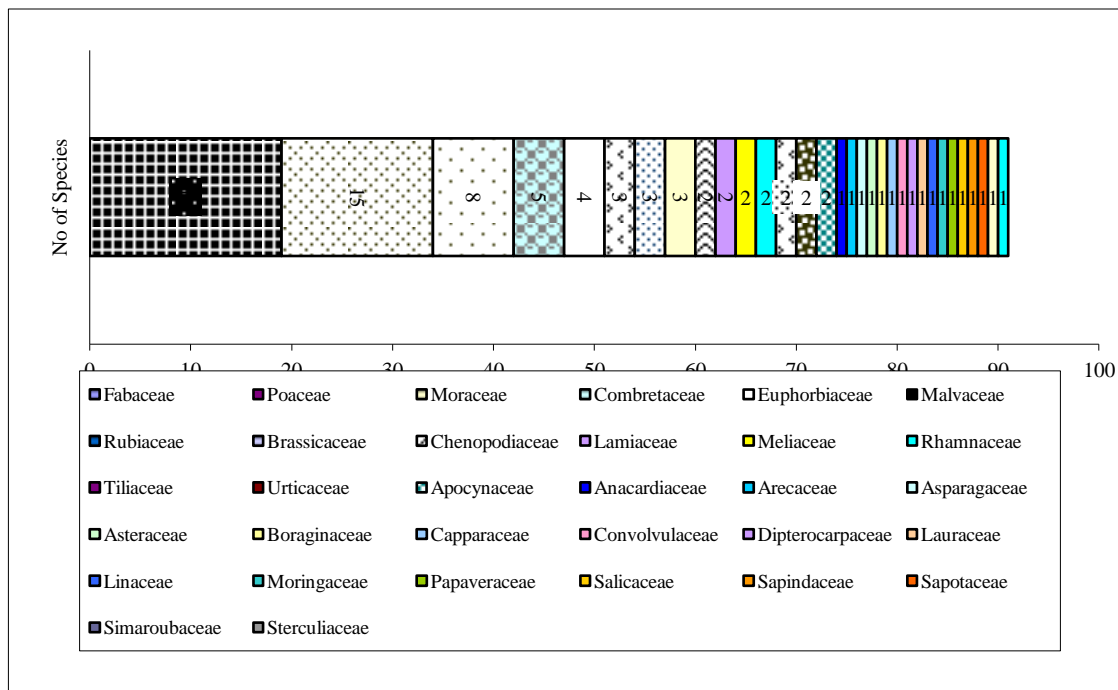 No of Species
15 8 5 4 3 3 3 2 2 2 2 2 2 2 1 1 1 1 1 1 1 1 1 1 1 1 1 1 1 1 1
0 10 20 30 40 50 60 70 80 90 100
Fabaceae Poaceae Moraceae Combretaceae Euphorbiaceae Malvaceae
Rubiaceae Brassicaceae Chenopodiaceae Lamiaceae Meliaceae Rhamnaceae
Tiliaceae Urticaceae Apocynaceae Anacardiaceae Arecaceae Asparagaceae
Asteraceae Boraginaceae Capparaceae Convolvulaceae Dipterocarpaceae Lauraceae
Linaceae Moringaceae Papaveraceae Salicaceae Sapindaceae Sapotaceae
Simaroubaceae Sterculiaceae